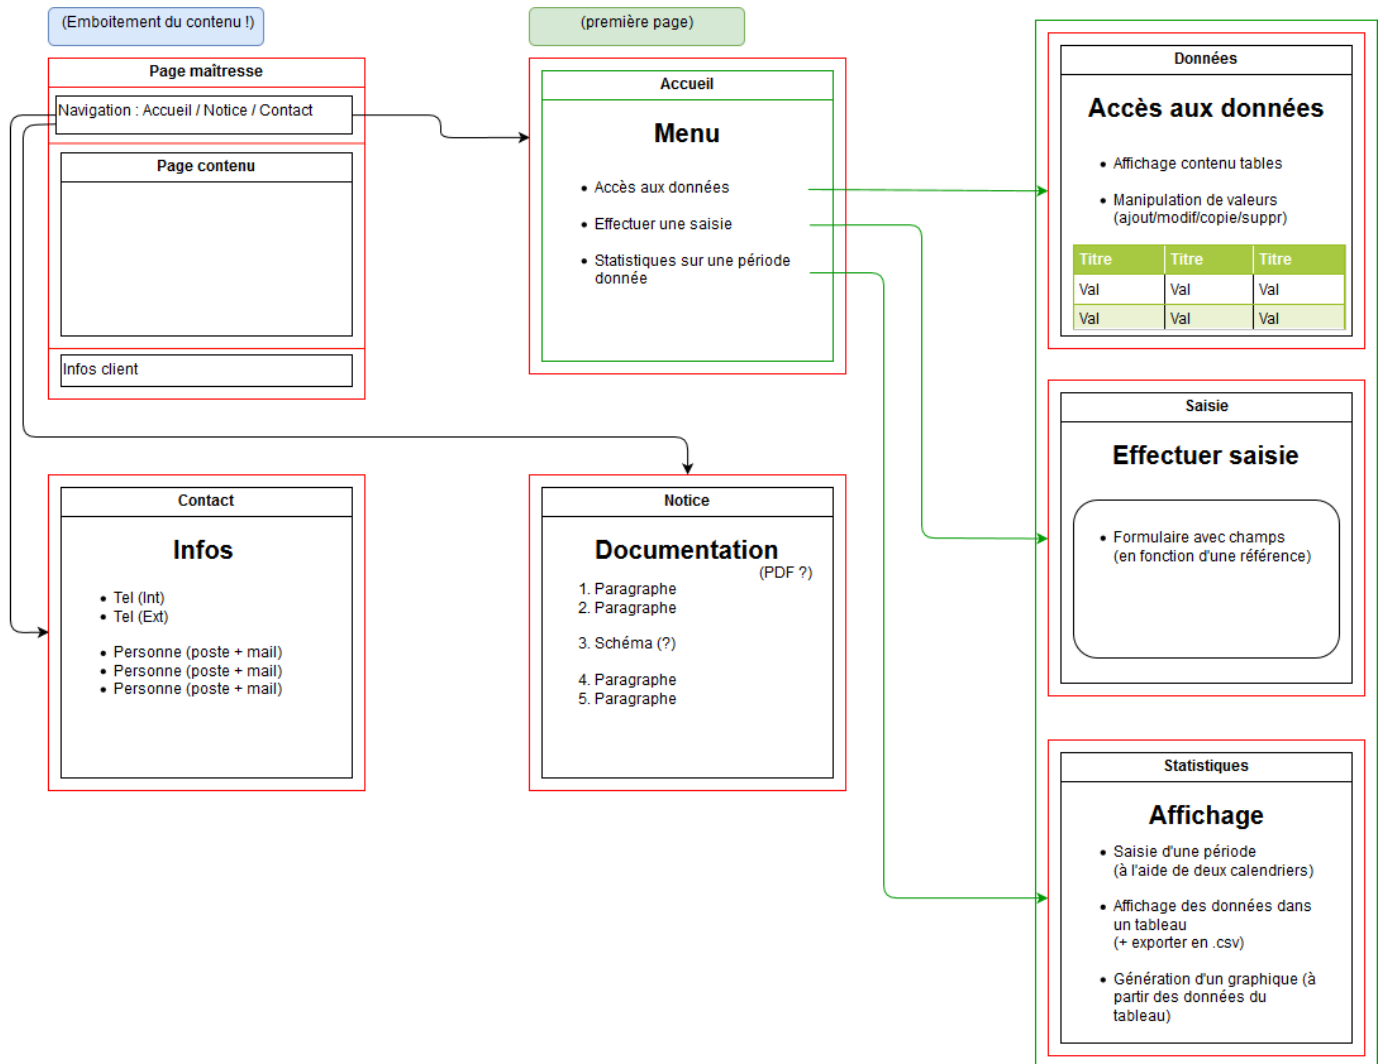 (Emboitement du contenu !)
Page maîtresse
Navigation : Accueil / Notice / Contact
Page contenu
Infos client
(première page)
Accueil
Menu
• Accès aux données
• Effectuer une saisie
• Statistiques sur une période
donnée
Données
Accès aux données
• Affichage contenu tables
• Manipulation de valeurs
(ajout/modif/copie/suppr)
Titre Titre Titre
Val Val Val
Val Val Val
Saisie
Effectuer saisie
• Formulaire avec champs
(en fonction d'une référence)
Contact
Infos
• Tel (Int)
• Tel (Ext)
• Personne (poste + mail)
• Personne (poste + mail)
• Personne (poste + mail)
Notice
Documentation
(PDF ?)
1. Paragraphe
2. Paragraphe
3. Schéma (?)
4. Paragraphe
5. Paragraphe
Statistiques
Affichage
• Saisie d'une période
(à l'aide de deux calendriers)
• Affichage des données dans
un tableau
(+ exporter en .csv)
• Génération d'un graphique (à
partir des données du
tableau)